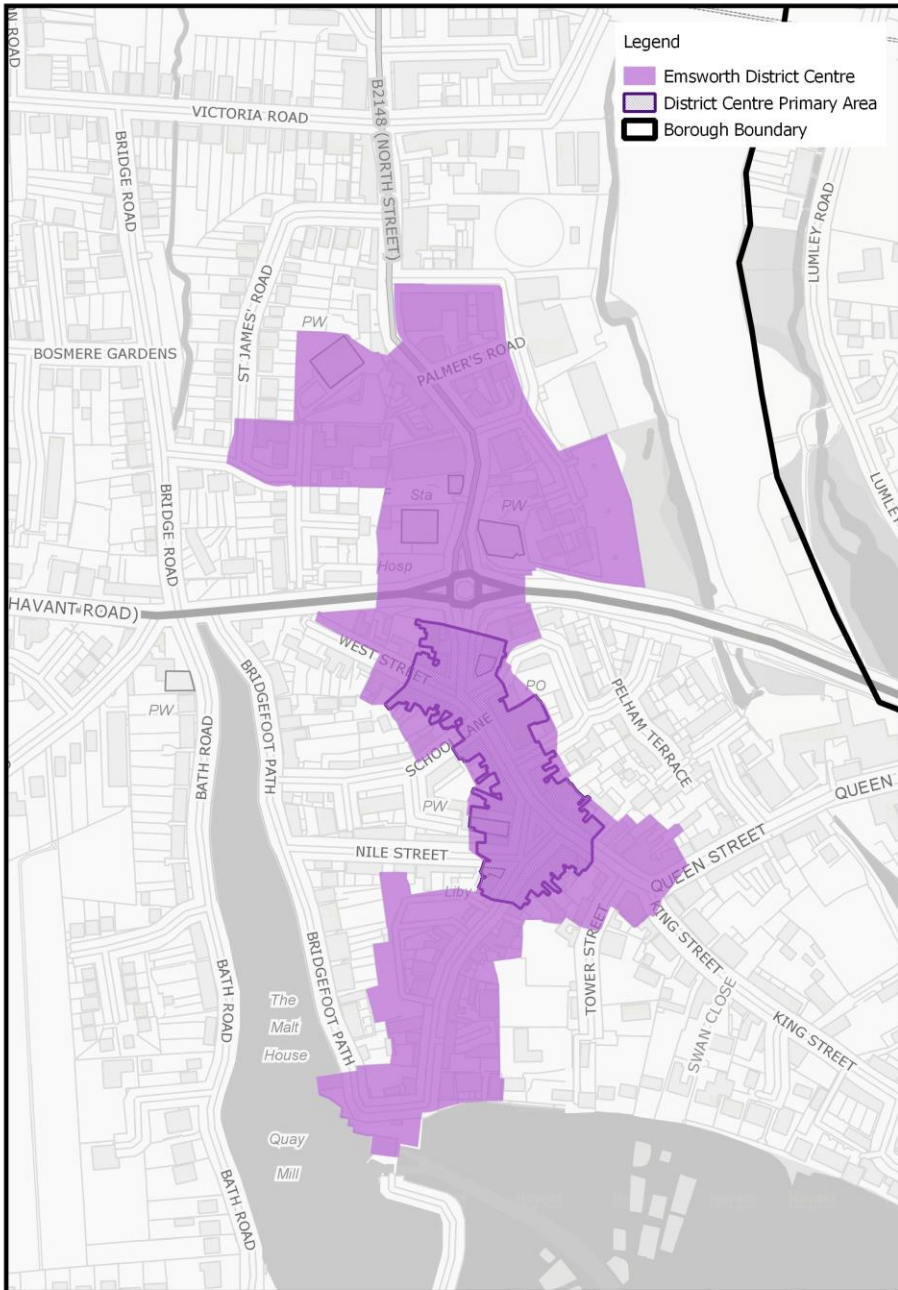 Legend
Emsworth District Centre
District Centre Primary Area
Borough Boundary
VICTORIA ROAD
BRIDGE ROAD
B2148 (NORTH STREET)
LUMLEY ROAD
ST JAMES' ROAD
PW
BOSMERE GARDENS
PALMER'S ROAD
BRIDGE ROAD
Sta
PW
LUMLEY
Hosp
HAVANT ROAD)
WEST STREET
PO
BRIDGEFOOT PATH
PELHAM TERRACE
PW
BATH ROAD
SCHOOL LANE
PW
QUEEN
QUEEN STREET
NILE STREET
Liby
KING STREET
TOWER STREET
BRIDGEFOOT PATH
BATH ROAD
The
Malt
House
SWAN CLOSE
KING STREET
Quay
Mill
BATH ROAD